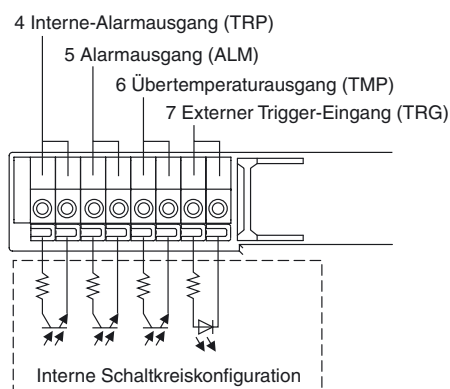 4 Interne-Alarmausgang (TRP)
5 Alarmausgang (ALM)
6 Übertemperaturausgang (TMP)
7 Externer Trigger-Eingang (TRG)
Interne Schaltkreiskonfiguration